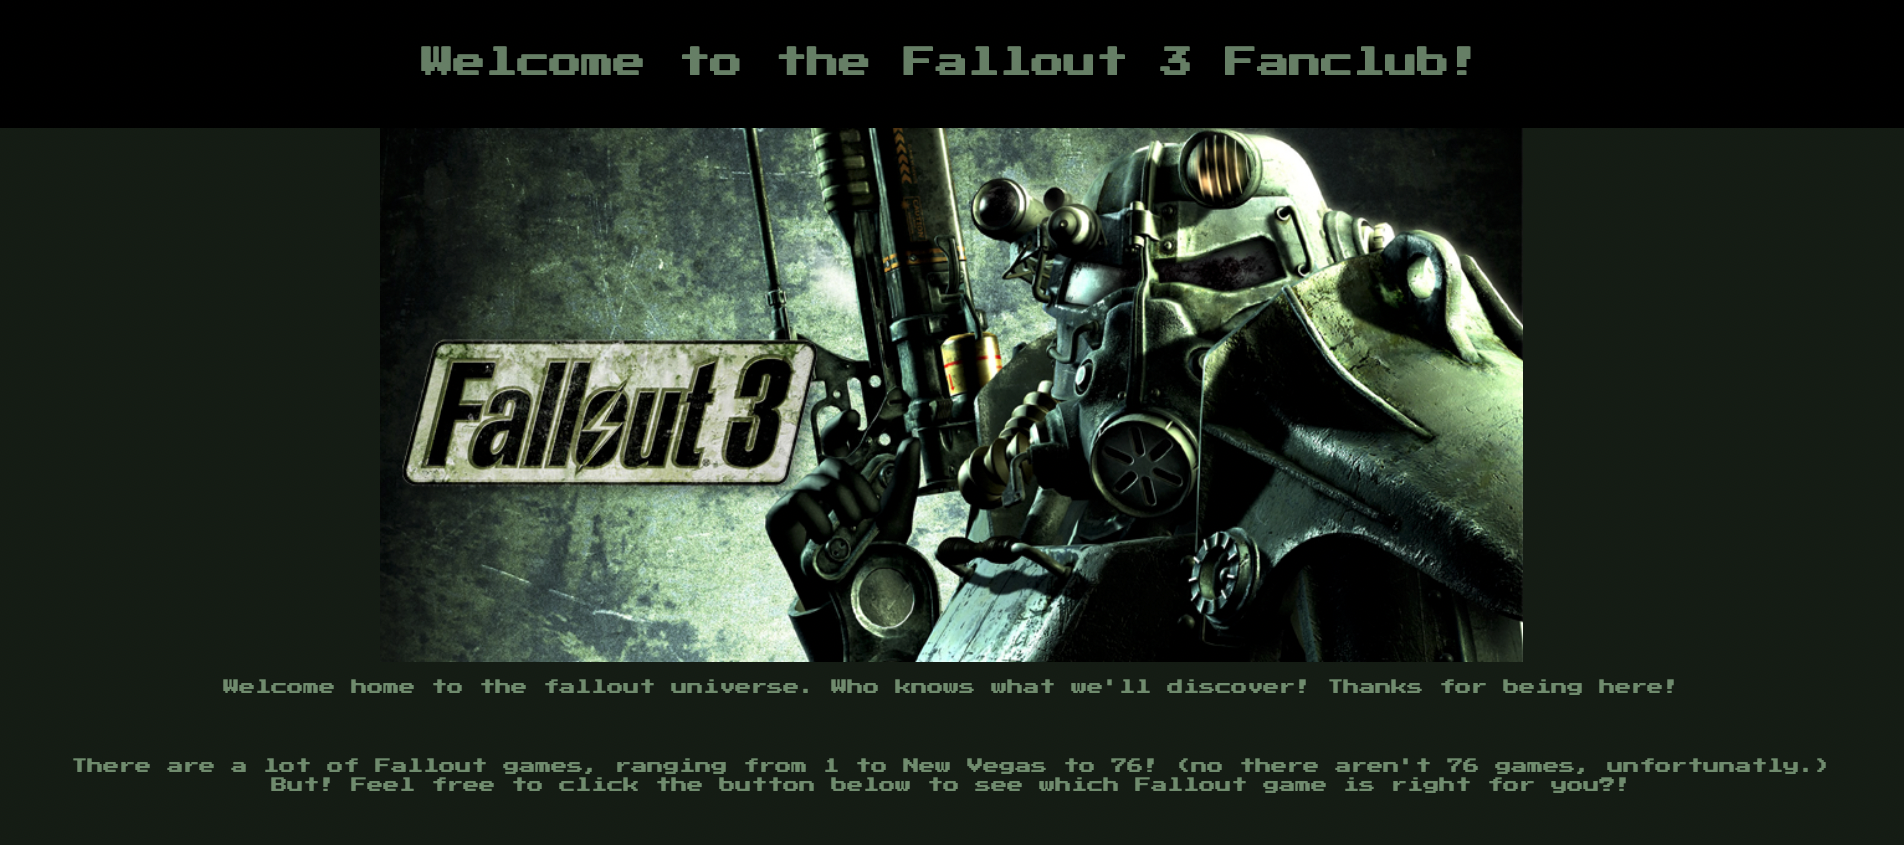 Welcome to the Fallout 3 Fanclub!
Fallout 3
Welcome home to the fallout universe. Who knows what we'll discover! Thanks for being here!
There are a lot of Fallout games, ranging from 1 to New Vegas to 76! (no there aren't 76 games, unfortunatly.)
But! Feel free to click the button below to see which Fallout game is right for you?!